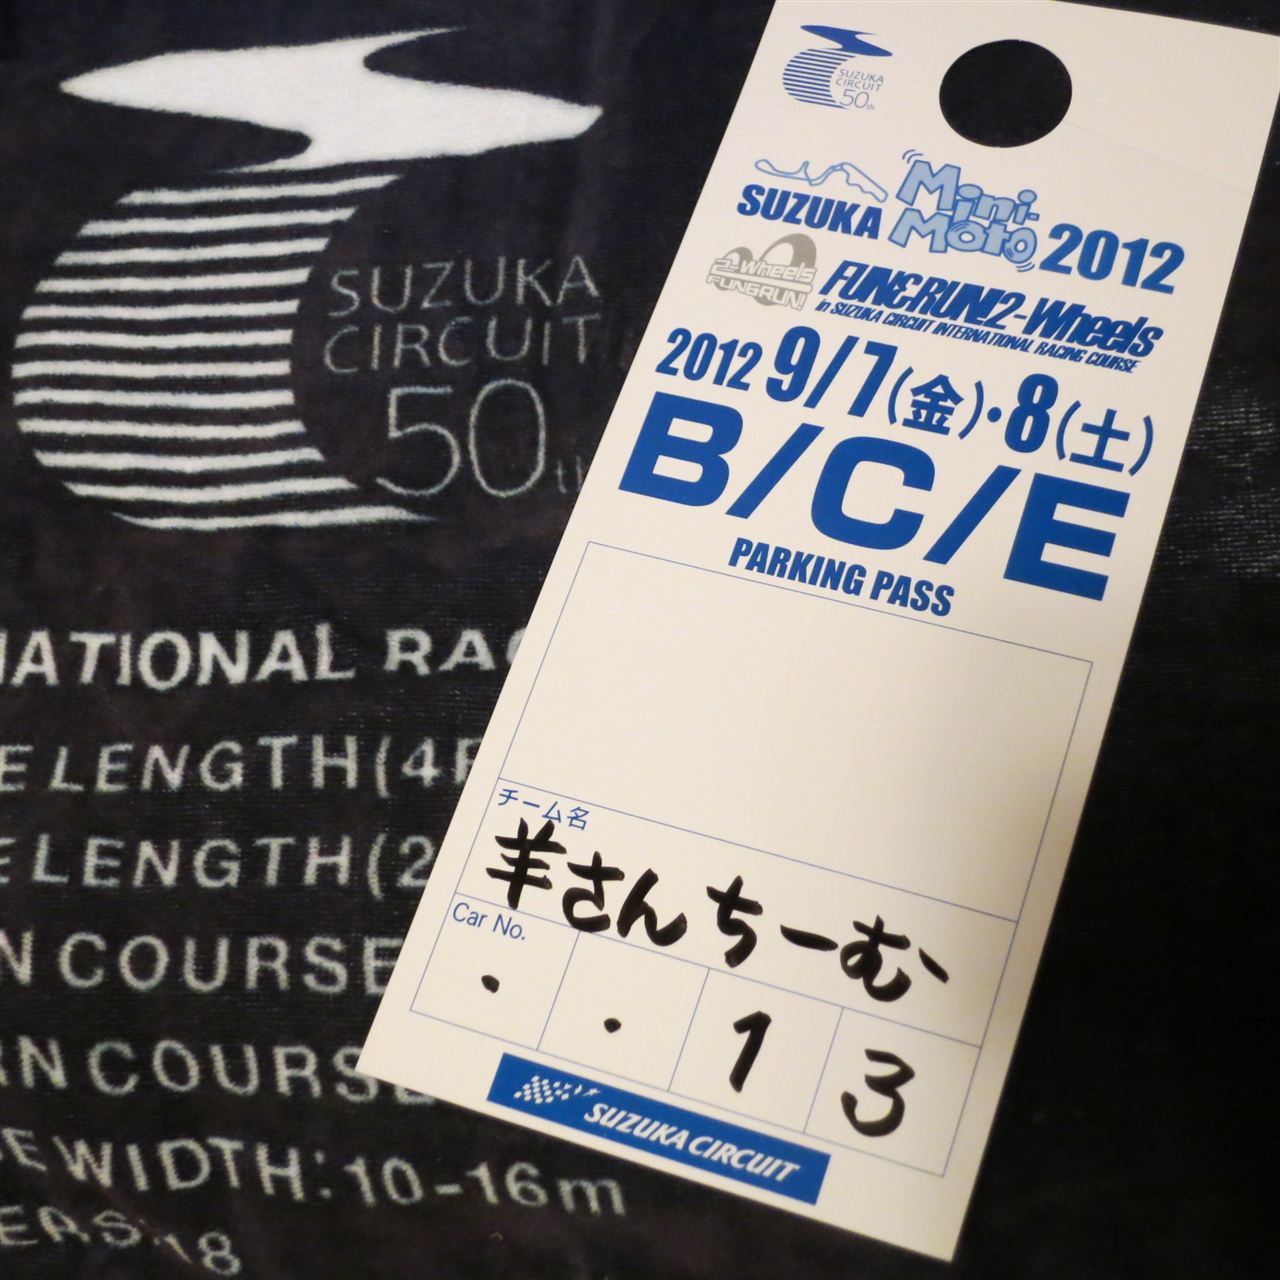 SUZUKA
CIRCUIT
50th
SUZUKA
CIRCUIT
50th
SUZUKA Mini-Moto 2012
2-Wheels
FUN&RUN!
FUN&RUN! 2-Wheels
in SUZUKA CIRCUIT INTERNATIONAL RACING COURSE
2012 9/7(金)・8(土)
B/C/E
PARKING PASS
チーム名
羊さんちーむ
Car No.
・ ・ 1 3
SUZUKA CIRCUIT
NATIONAL RAC
E LENGTH(4
E LENGTH(2
N COURSE
RN COURSE
E WIDTH:10-16m
ERS:18